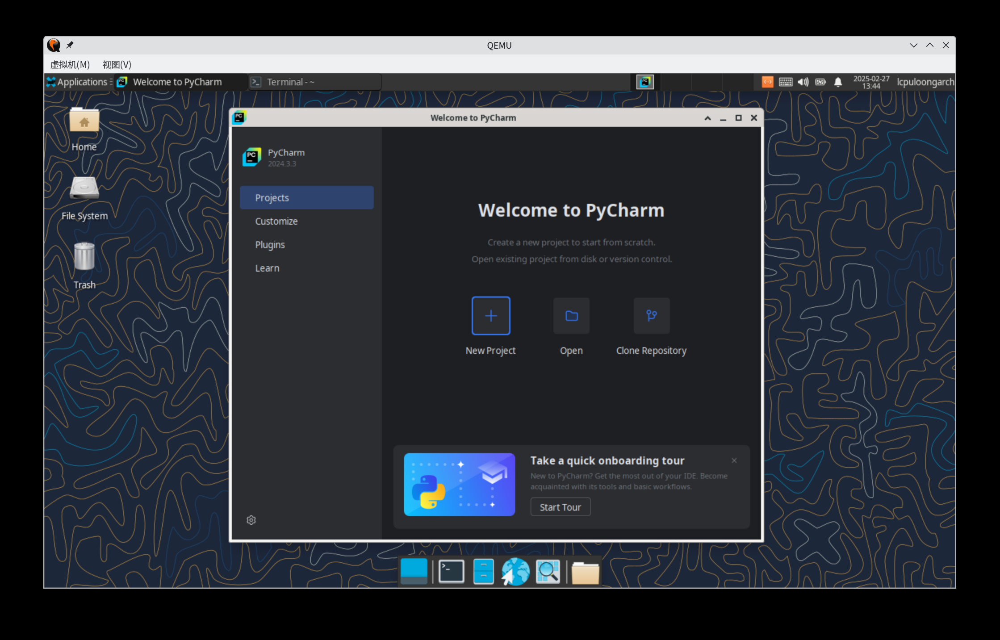 QEMU
虚拟机(M) 视图(V)
Applications Welcome to PyCharm Terminal - ~ 2025-02-27 lcpuloongarch
13:44
Welcome to PyCharm
Home
File System
Trash
PC PyCharm
2024.3.3
Projects
Customize
Plugins
Learn
Welcome to PyCharm
Create a new project to start from scratch.
Open existing project from disk or version control.
New Project Open Clone Repository
Take a quick onboarding tour
New to PyCharm? Get the most out of your IDE. Become
acquainted with its tools and basic workflows.
Start Tour